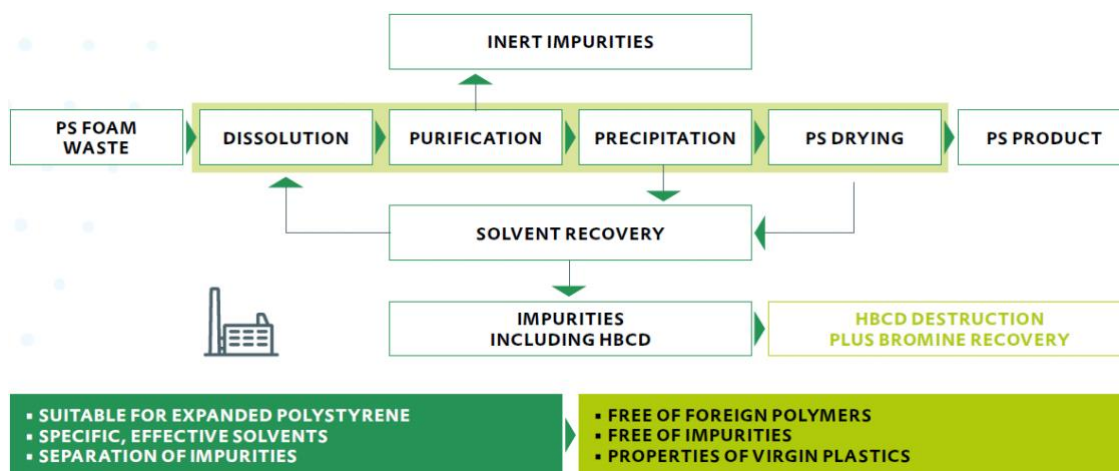 INERT IMPURITIES
PS FOAM
WASTE
DISSOLUTION
PURIFICATION
PRECIPITATION
PS DRYING
PS PRODUCT
SOLVENT RECOVERY
IMPURITIES
INCLUDING HBCD
HBCD DESTRUCTION
PLUS BROMINE RECOVERY
▪ SUITABLE FOR EXPANDED POLYSTYRENE
▪ SPECIFIC, EFFECTIVE SOLVENTS
▪ SEPARATION OF IMPURITIES
▪ FREE OF FOREIGN POLYMERS
▪ FREE OF IMPURITIES
▪ PROPERTIES OF VIRGIN PLASTICS